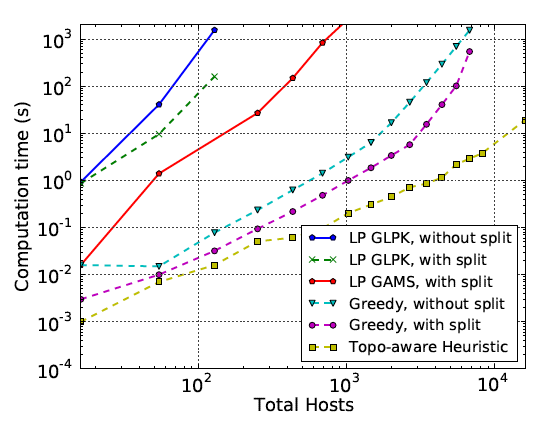 10^3
10^2
10^1
10^0
10^-1
10^-2
10^-3
10^-4
Computation time (s)
LP GLPK, without split
LP GLPK, with split
LP GAMS, with split
Greedy, without split
Greedy, with split
Topo-aware Heuristic
10^2
10^3
10^4
Total Hosts